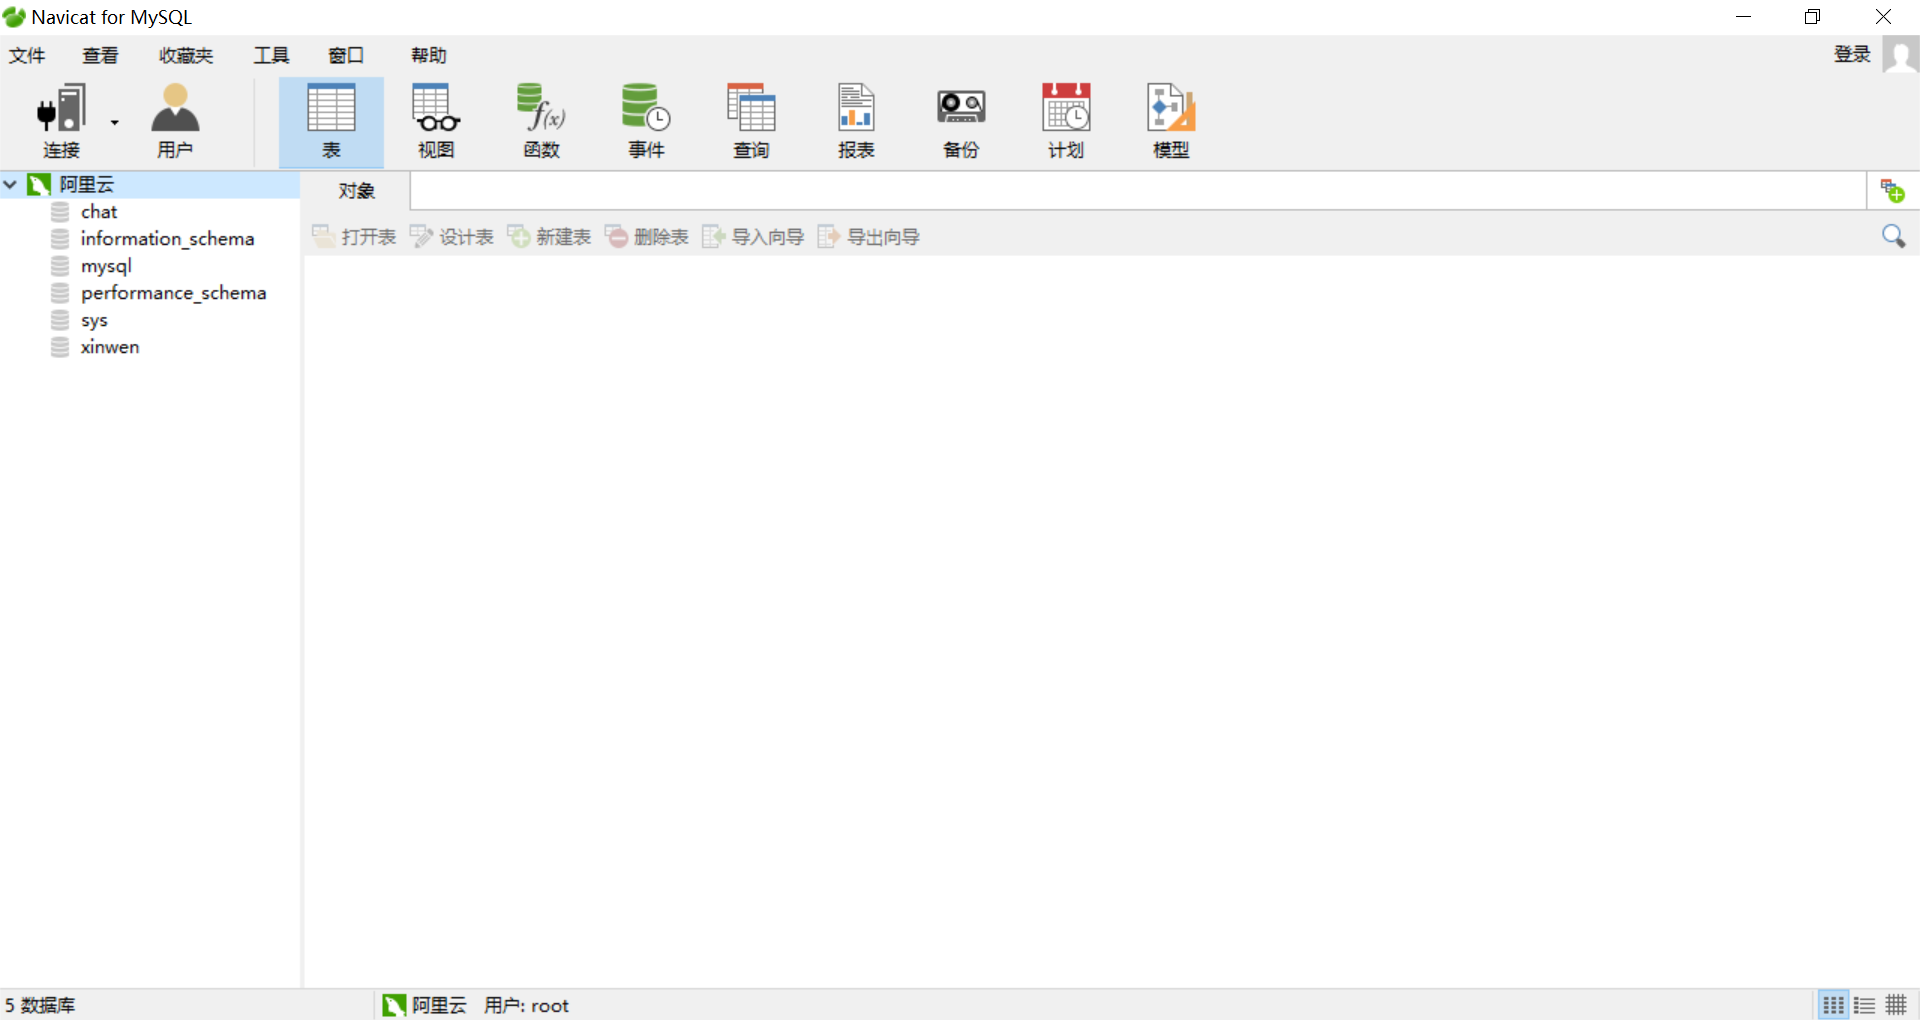 Navicat for MySQL
文件 查看 收藏夹 工具 窗口 帮助 登录
连接 用户 表 视图 函数 事件 查询 报表 备份 计划 模型
阿里云 对象
chat
打开表 设计表 新建表 删除表 导入向导 导出向导
information_schema
mysql
performance_schema
sys
xinwen
5 数据库 阿里云 用户: root